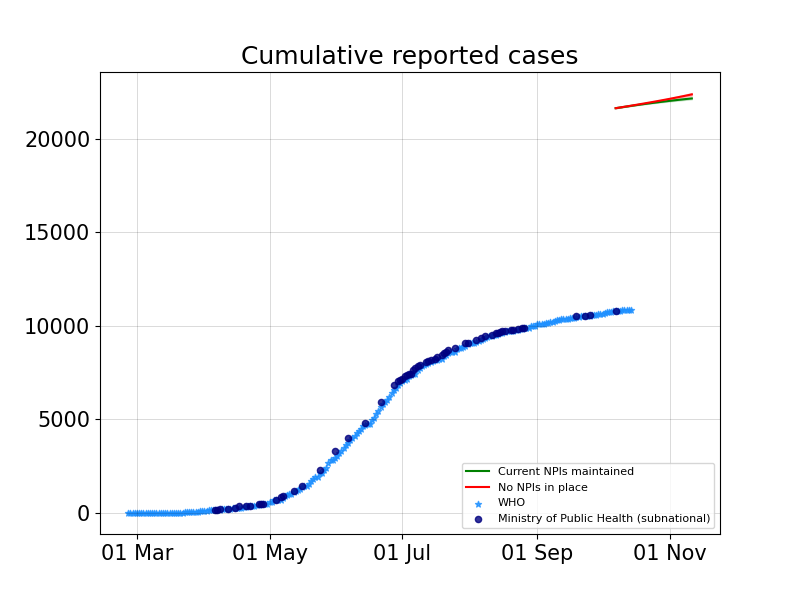 Cumulative reported cases
20000
15000
10000
5000
0
01 Mar
01 May
01 Jul
01 Sep
01 Nov
Current NPIs maintained
No NPIs in place
WHO
Ministry of Public Health (subnational)